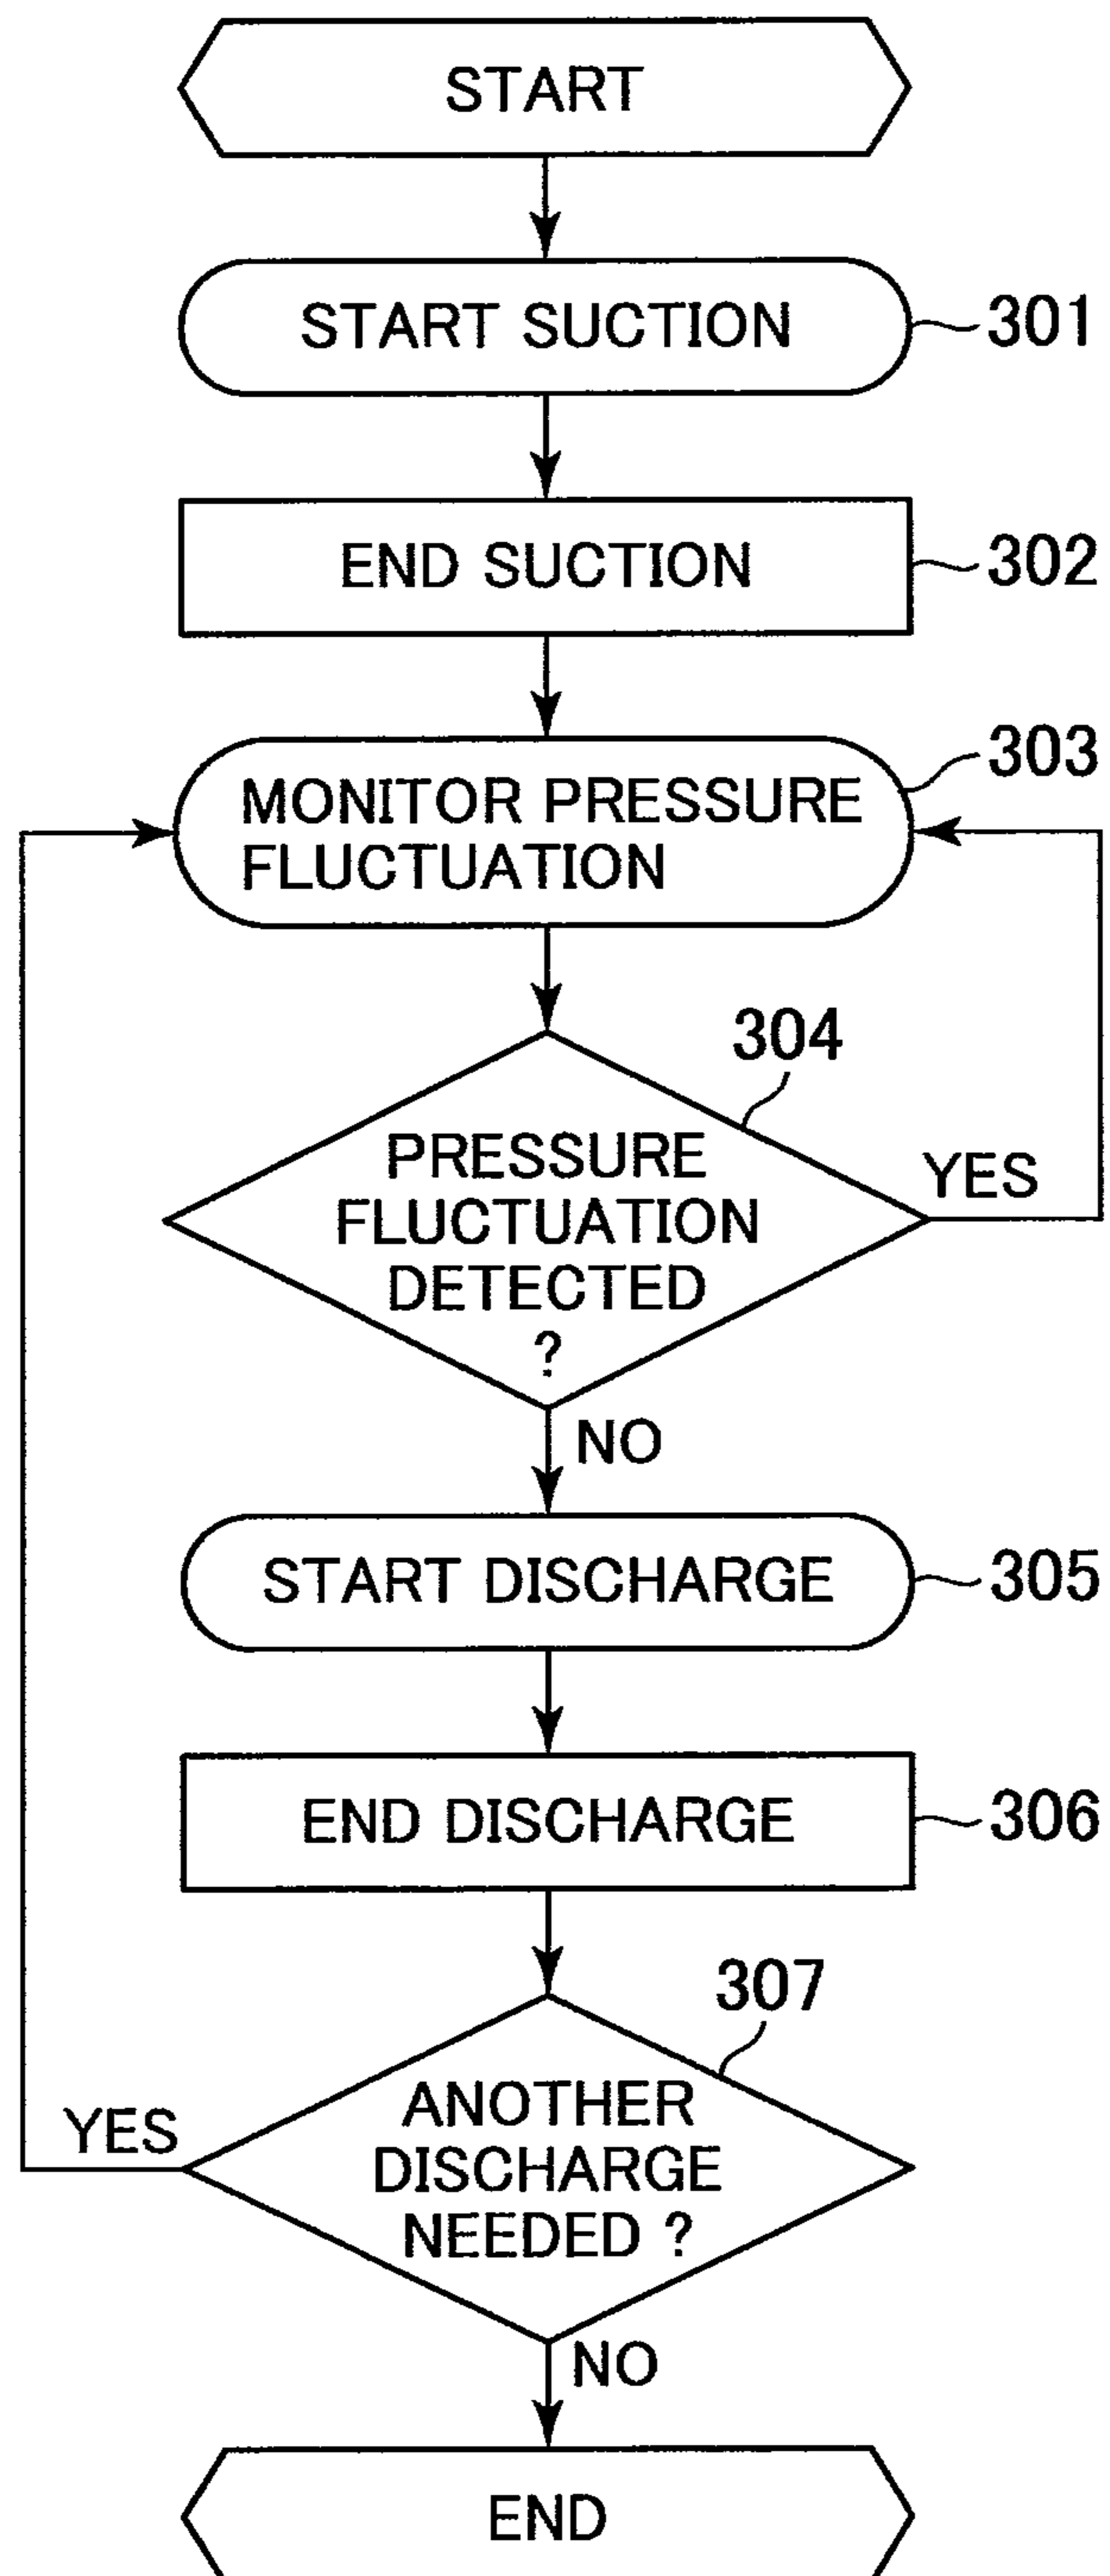 START
START SUCTION
301
END SUCTION
302
303
MONITOR PRESSURE
FLUCTUATION
304
PRESSURE
FLUCTUATION
DETECTED
?
YES
NO
START DISCHARGE
305
END DISCHARGE
306
307
ANOTHER
DISCHARGE
NEEDED ?
YES
NO
END